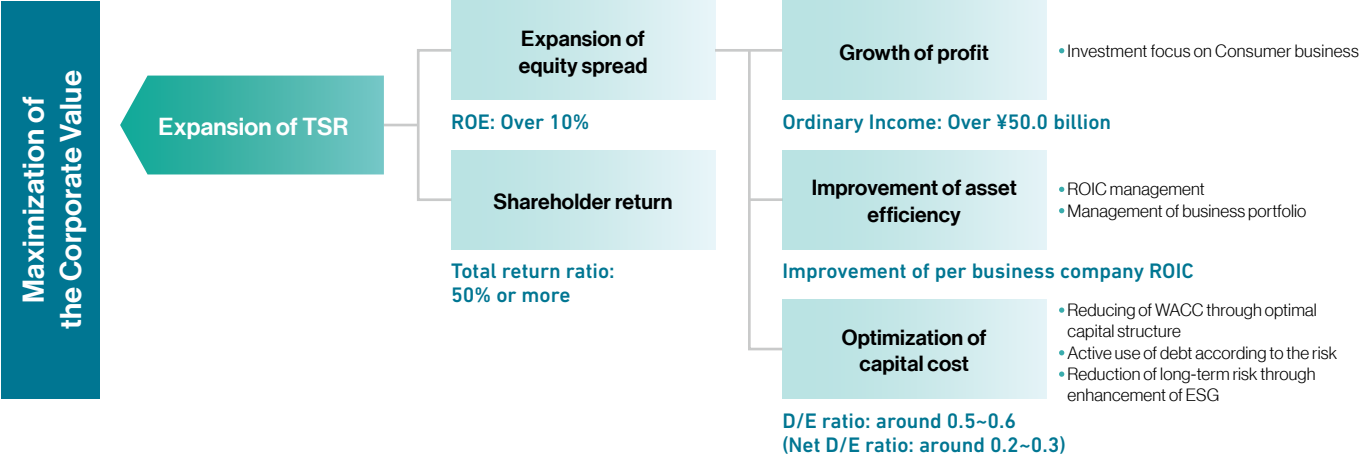 Maximization of
the Corporate Value
Expansion of TSR
Expansion of
equity spread
ROE: Over 10%
Shareholder return
Total return ratio:
50% or more
Growth of profit
•Investment focus on Consumer business
Ordinary Income: Over ¥50.0 billion
Improvement of asset
efficiency
•ROIC management
•Management of business portfolio
Improvement of per business company ROIC
Optimization of
capital cost
•Reducing of WACC through optimal
capital structure
•Active use of debt according to the risk
•Reduction of long-term risk through
enhancement of ESG
D/E ratio: around 0.5~0.6
(Net D/E ratio: around 0.2~0.3)